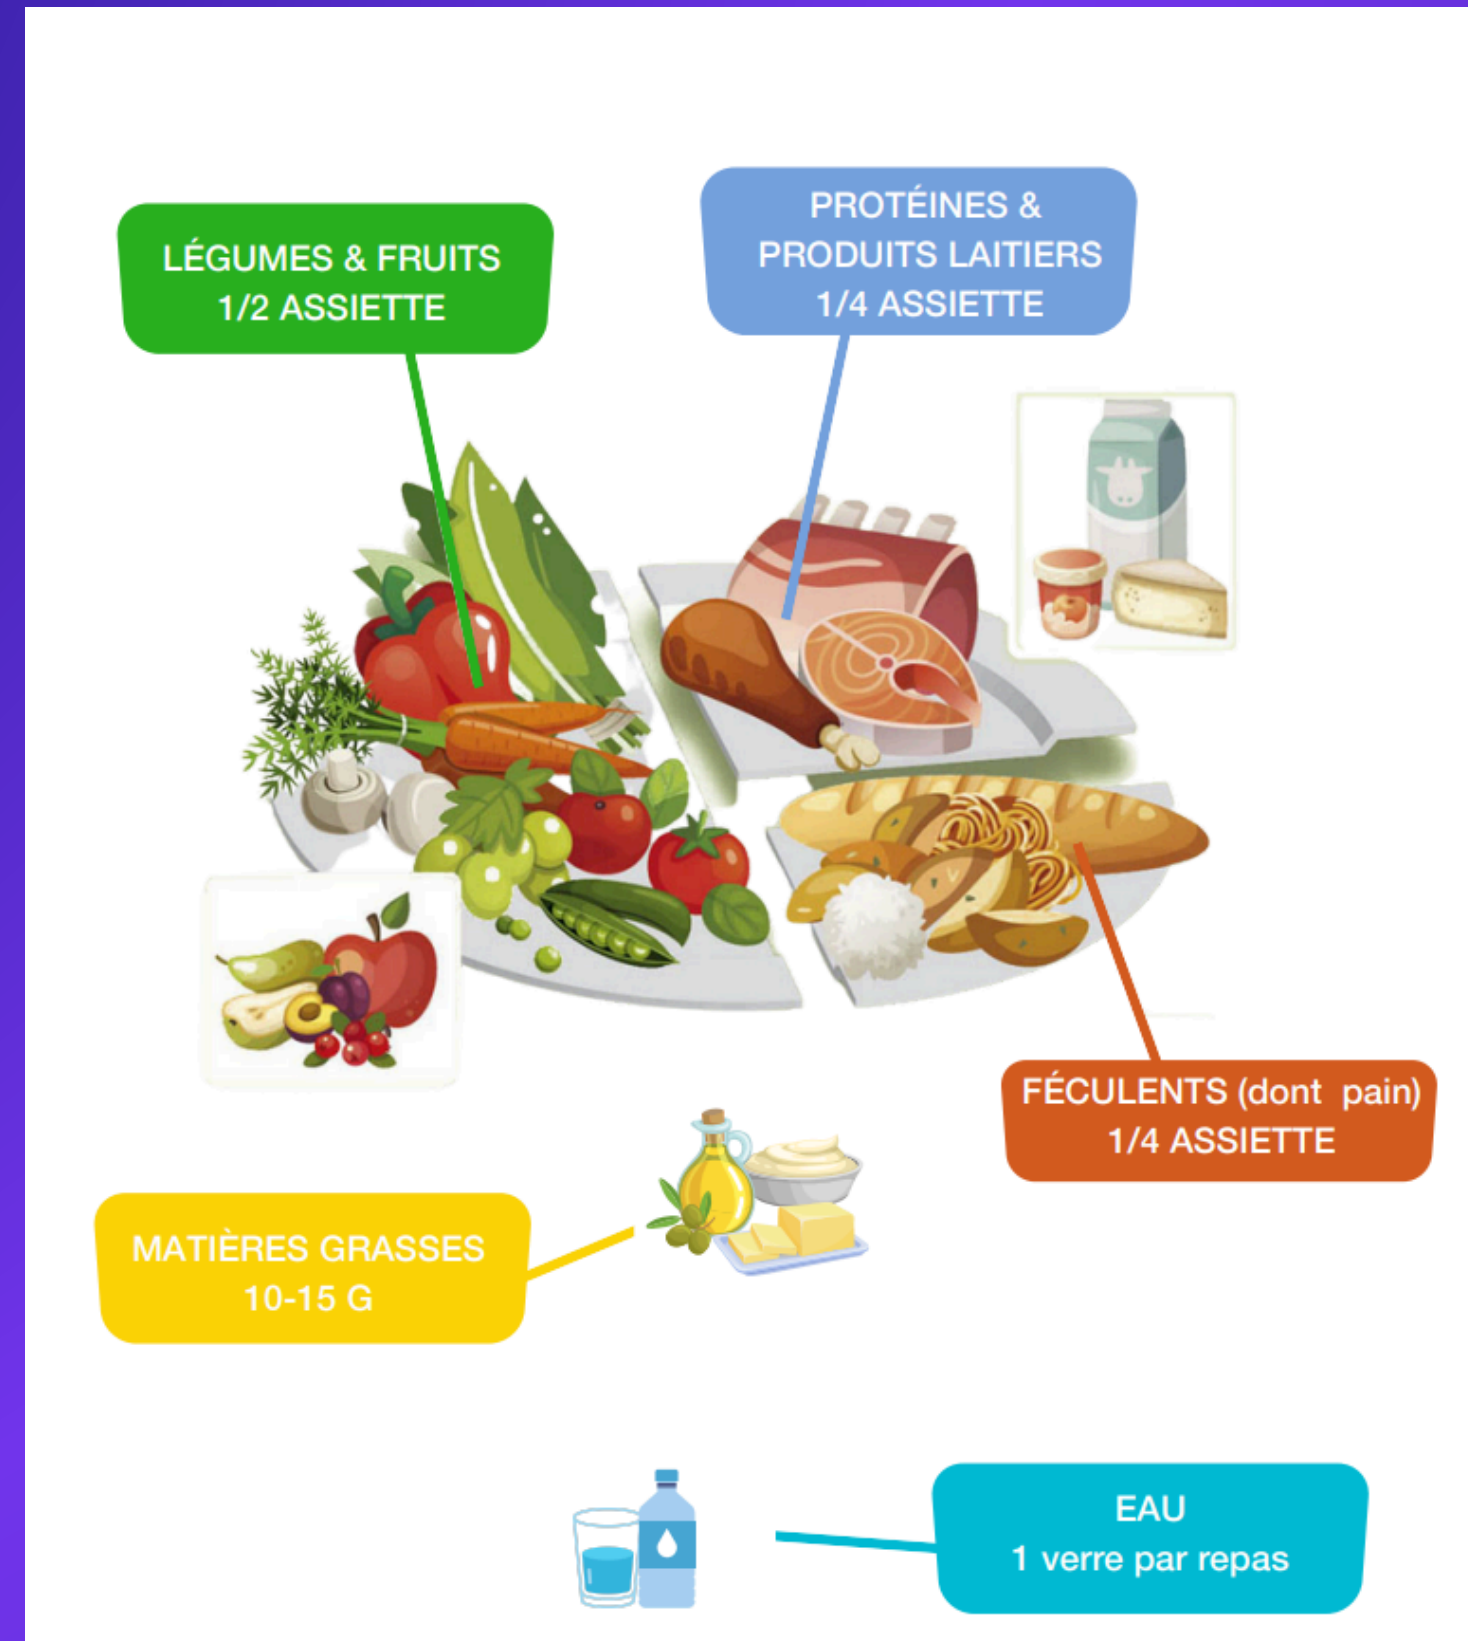 LÉGUMES & FRUITS
1/2 ASSIETTE
PROTÉINES &
PRODUITS LAITIERS
1/4 ASSIETTE
FÉCULENTS (dont pain)
1/4 ASSIETTE
MATIÈRES GRASSES
10-15 G
EAU
1 verre par repas